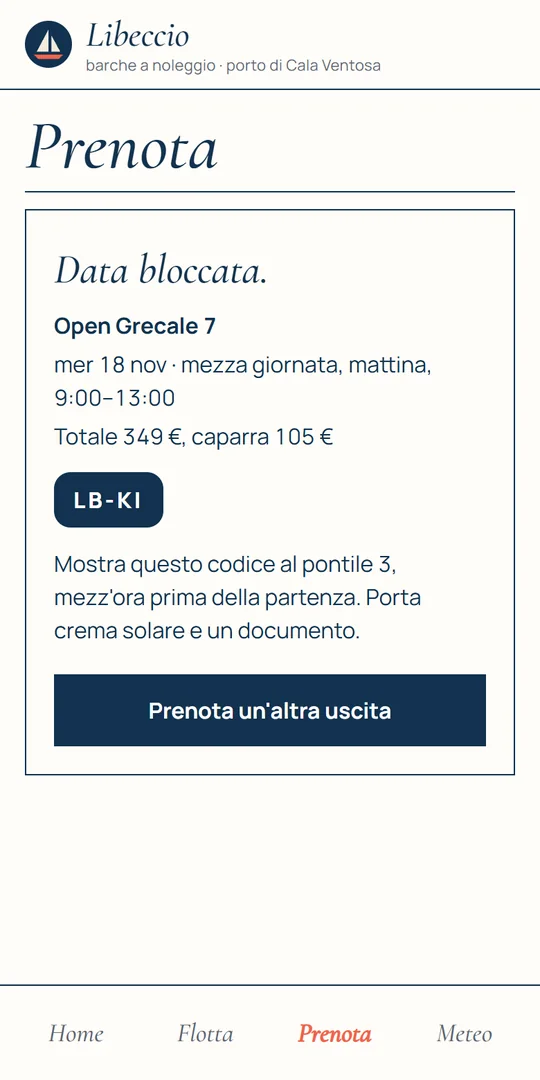 Libeccio
barche a noleggio · porto di Cala Ventosa
Prenota
Data bloccata.
Open Grecale 7
mer 18 nov · mezza giornata, mattina,
9:00–13:00
Totale 349 €, caparra 105 €
LB-KI
Mostra questo codice al pontile 3,
mezz'ora prima della partenza. Porta
crema solare e un documento.
Prenota un'altra uscita
Home
Flotta
Prenota
Meteo